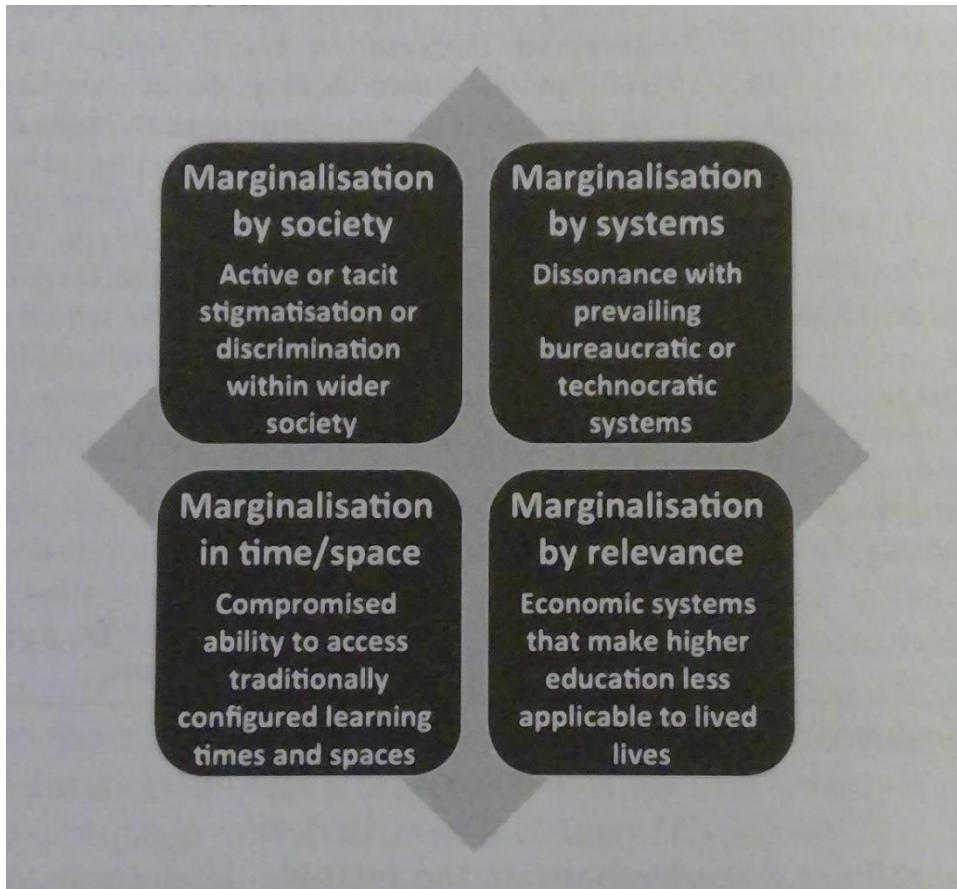 Marginalisation
by society
Active or tacit
stigmatisation or
discrimination
within wider
society
Marginalisation
by systems
Dissonance with
prevailing
bureaucratic or
technocratic
systems
Marginalisation
in time/space
Compromised
ability to access
traditionally
configured learning
times and spaces
Marginalisation
by relevance
Economic systems
that make higher
education less
applicable to lived
lives